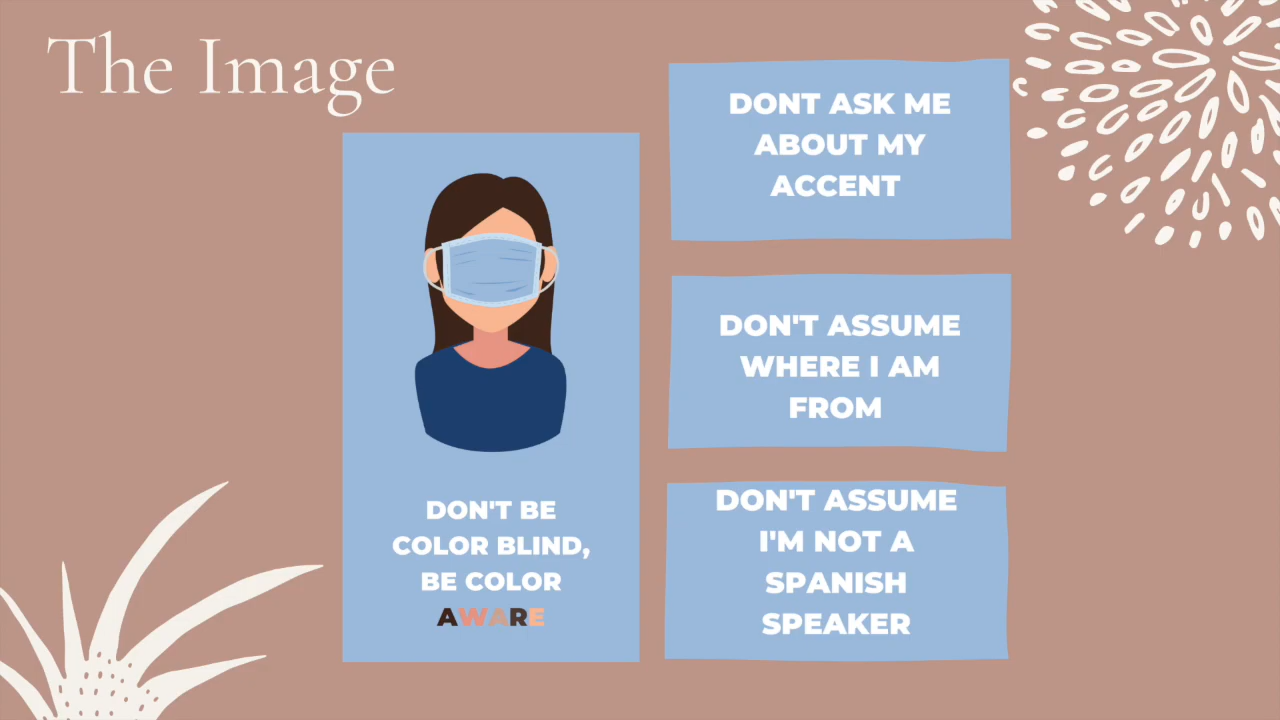 The Image
DON'T BE
COLOR BLIND,
BE COLOR
AWARE
DONT ASK ME
ABOUT MY
ACCENT
DON'T ASSUME
WHERE I AM
FROM
DON'T ASSUME
I'M NOT A
SPANISH
SPEAKER